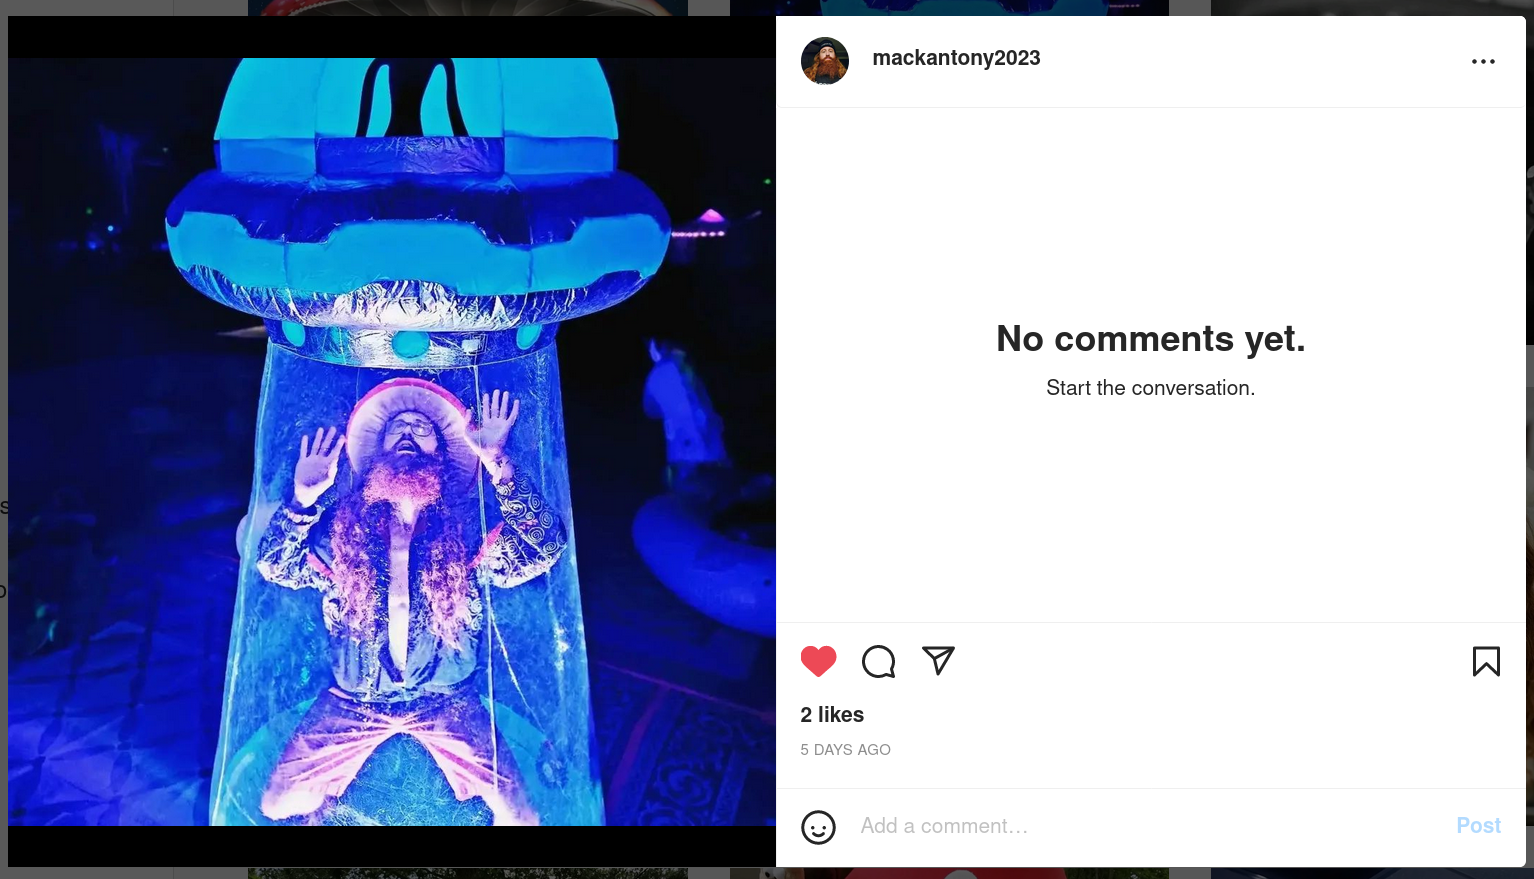 mackantony2023
No comments yet.
Start the conversation.
2 likes
5 DAYS AGO
Add a comment...
Post